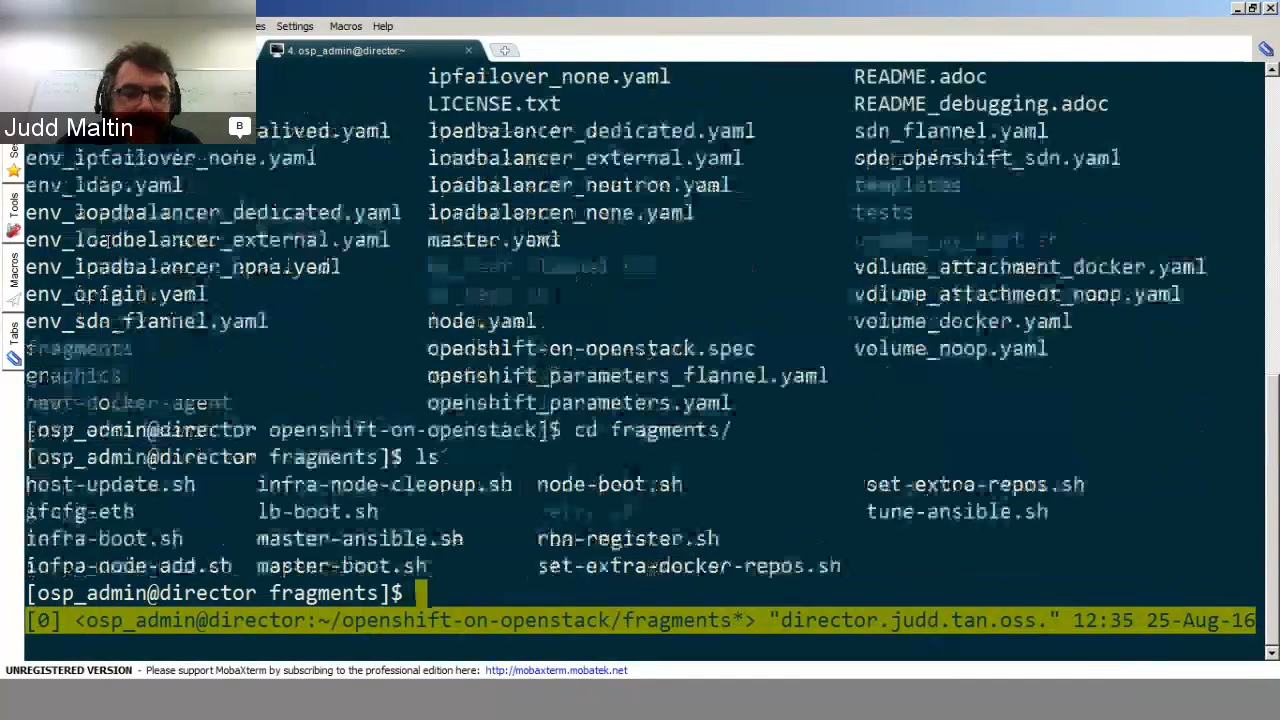 es Settings Macros Help
4. osp_admin@director:~
Judd Maltin
B
ipfailover_none.yaml README.adoc
LICENSE.txt README_debugging.adoc
alived.yaml loadbalancer_dedicated.yaml sdn_flannel.yaml
env_ipfailover_none.yaml loadbalancer_external.yaml sdn_openshift_sdn.yaml
env_ldap.yaml loadbalancer_neutron.yaml templates
env_loadbalancer_dedicated.yaml loadbalancer_none.yaml tests
env_loadbalancer_external.yaml master.yaml
env_loadbalancer_none.yaml volume_attachment_docker.yaml
env_origin.yaml volume_attachment_noop.yaml
env_sdn_flannel.yaml node.yaml volume_docker.yaml
fragments openshift-on-openstack.spec volume_noop.yaml
graphics openshift_parameters_flannel.yaml
heat-docker-agent openshift_parameters.yaml
[osp_admin@director openshift-on-openstack]$ cd fragments/
[osp_admin@director fragments]$ ls
host-update.sh infra-node-cleanup.sh node-boot.sh set-extra-repos.sh
ifcfg-eth lb-boot.sh tune-ansible.sh
infra-boot.sh master-ansible.sh rhn-register.sh
infra-node-add.sh master-boot.sh set-extra-docker-repos.sh
[osp_admin@director fragments]$
[0] <osp_admin@director:~/openshift-on-openstack/fragments*> "director.judd.tan.oss." 12:35 25-Aug-16
Tools
Macros
Tabs
UNREGISTERED VERSION - Please support MobaXterm by subscribing to the professional edition here: http://mobaxterm.mobatek.net